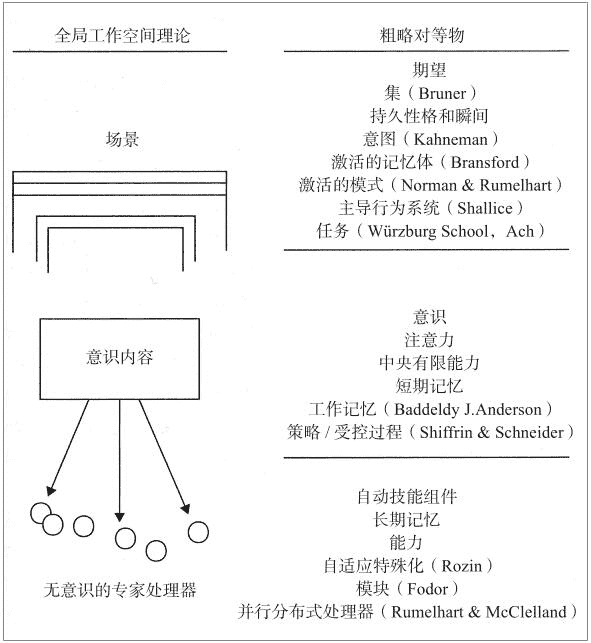 全局工作空间理论
粗略对等物
场景
期望
集（Bruner）
持久性格和瞬间
意图（Kahneman）
激活的记忆体（Bransford）
激活的模式（Norman & Rumelhart）
主导行为系统（Shallice）
任务（Würzburg School，Ach）
意识内容
意识
注意力
中央有限能力
短期记忆
工作记忆（Baddeldy J.Anderson）
策略 / 受控过程（Shiffrin & Schneider）
无意识的专家处理器
自动技能组件
长期记忆
能力
自适应特殊化（Rozin）
模块（Fodor）
并行分布式处理器（Rumelhart & McClelland）